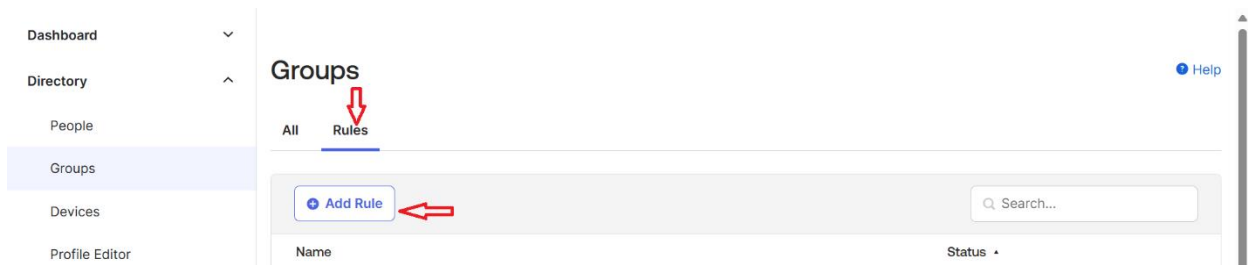 Dashboard
Directory
People
Groups
Devices
Profile Editor
Groups
Help
All Rules
Add Rule
Search...
Name Status